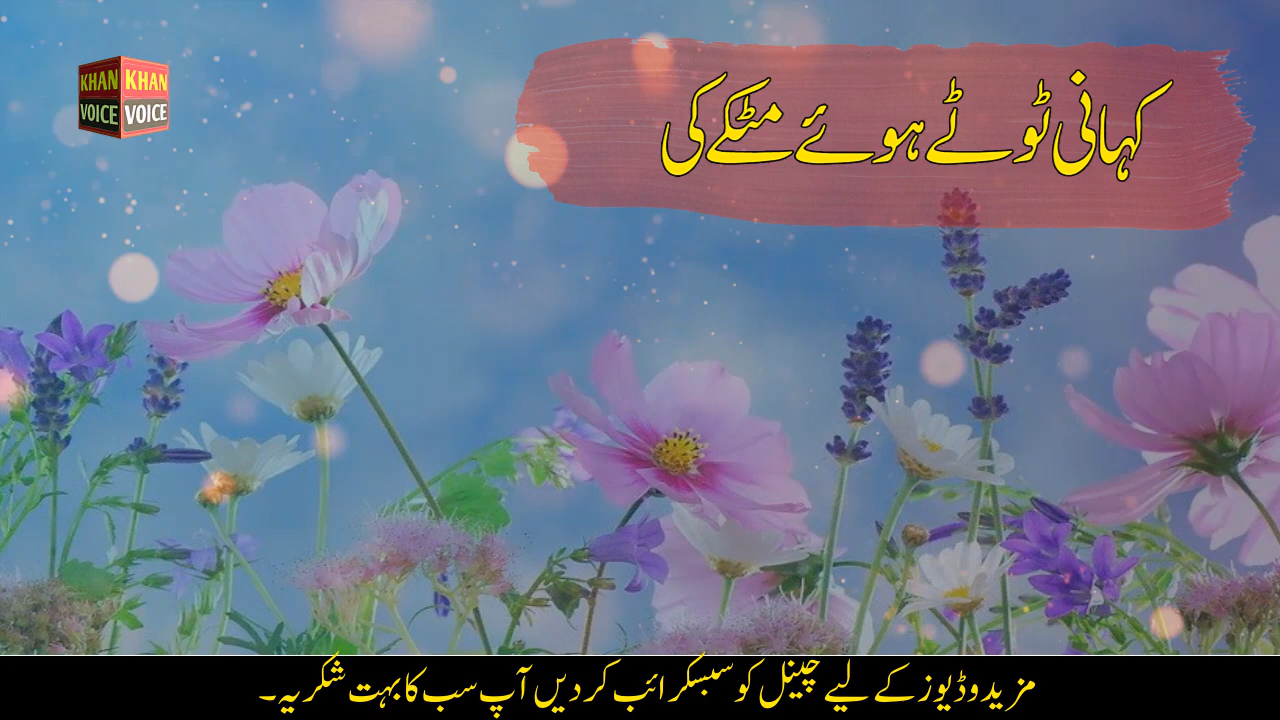 KHAN KHAN
VOICE VOICE
کہانی ٹوٹے ہوئے مٹکے کی
مزید وڈیوز کے لیے چینل کو سبسکرائب کر دیں آپ سب کا بہت شکریہ۔